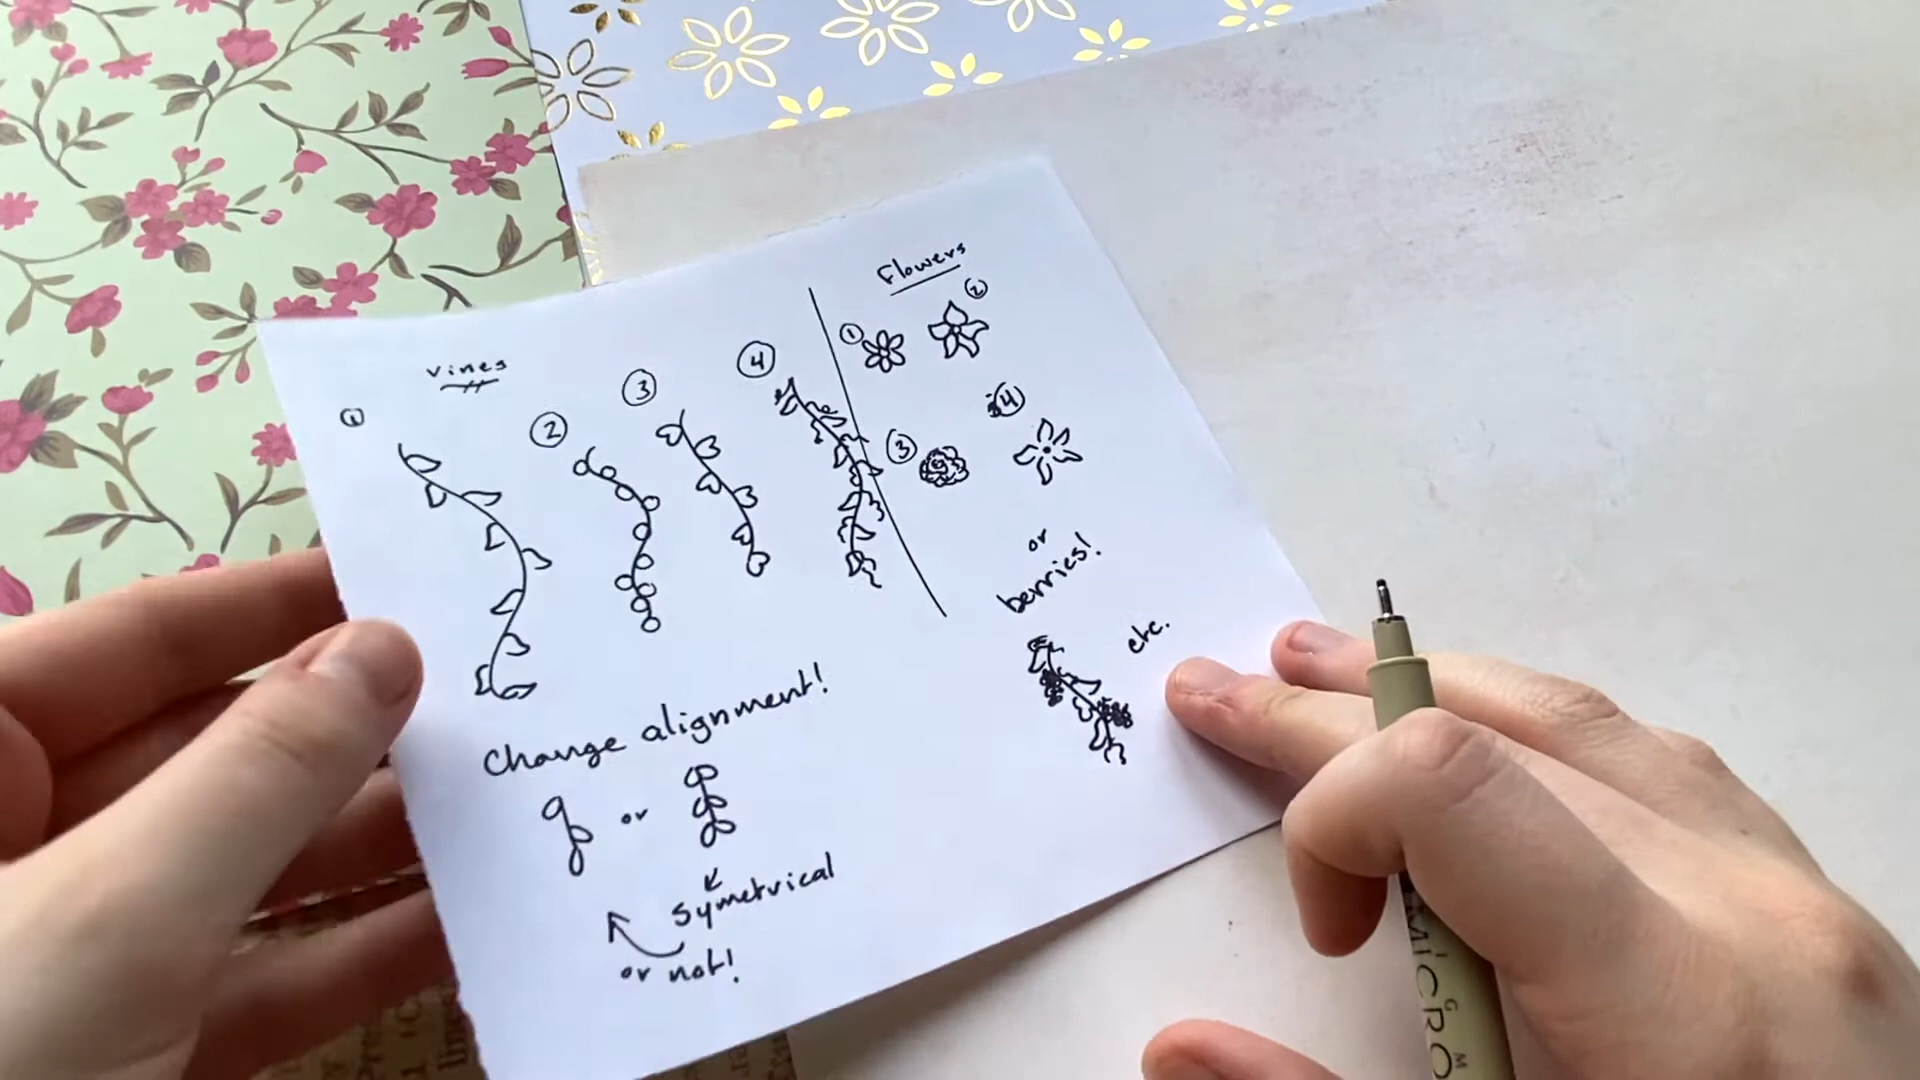 vines
1
2
3
4
Flowers
1
2
3
4
or
berries!
etc.
Change alignment!
or
symetrical
or not!
MICRO